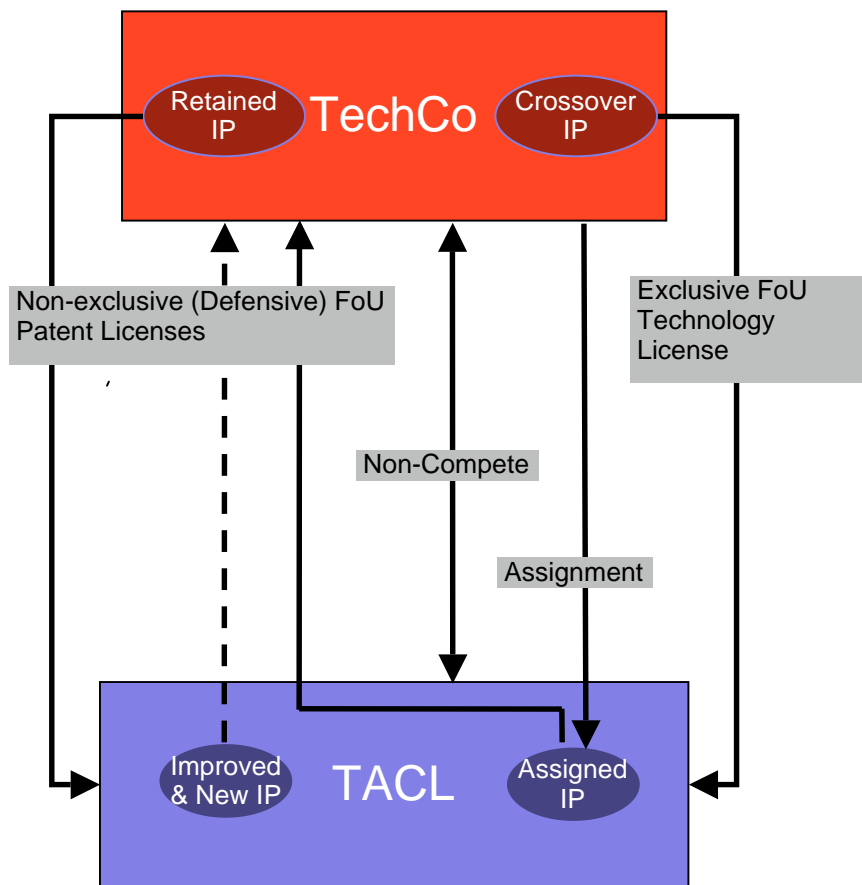 Retained
IP
TechCo
Crossover
IP
Non-exclusive (Defensive) FoU
Patent Licenses
Exclusive FoU
Technology
License
,
Non-Compete
Assignment
Improved
& New IP
TACL
Assigned
IP